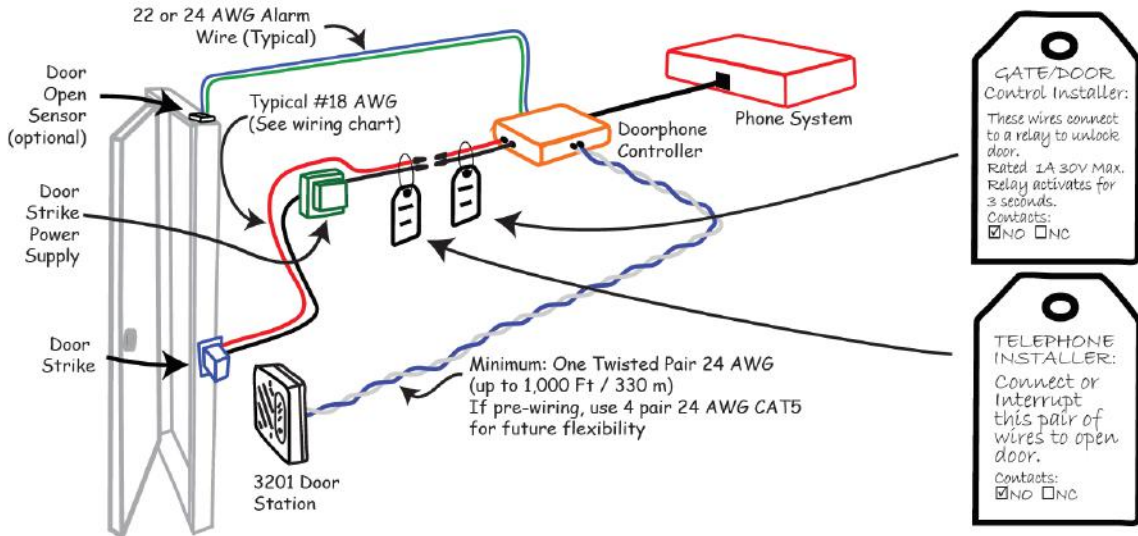 22 or 24 AWG Alarm
Wire (Typical)
Door
Open
Sensor
(optional)
Typical #18 AWG
(See wiring chart)
Doorphone
Controller
Phone System
Door
Strike
Power
Supply
Door
Strike
3201 Door
Station
Minimum: One Twisted Pair 24 AWG
(up to 1,000 Ft / 330 m)
If pre-wiring, use 4 pair 24 AWG CAT5
for future flexibility
GATE/DOOR
Control Installer:
These wires connect
to a relay to unlock
door.
Rated 1A 30V Max.
Relay activates for
3 seconds.
Contacts:
☑NO ☐NC
TELEPHONE
INSTALLER:
Connect or
Interrupt
this pair of
wires to open
door.
Contacts:
☑NO ☐NC